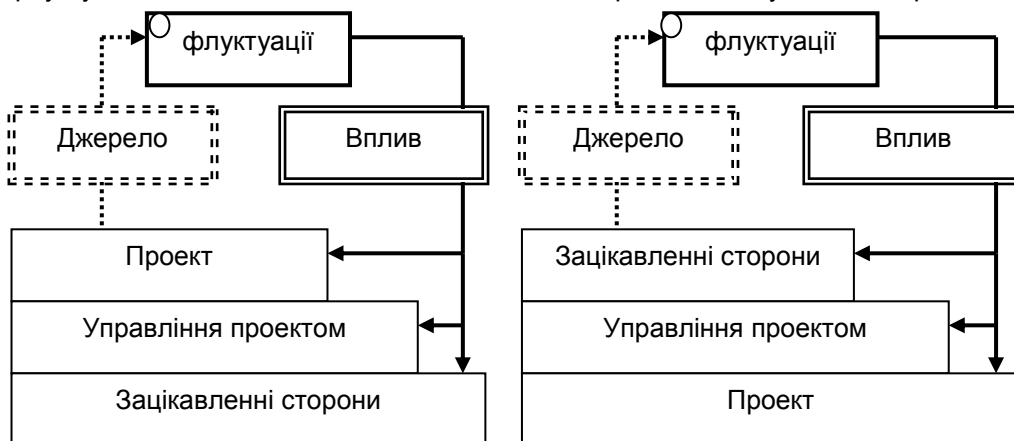 флуктуації
Джерело
Вплив
Проект
Управління проектом
Зацікавленні сторони
флуктуації
Джерело
Вплив
Зацікавленні сторони
Управління проектом
Проект